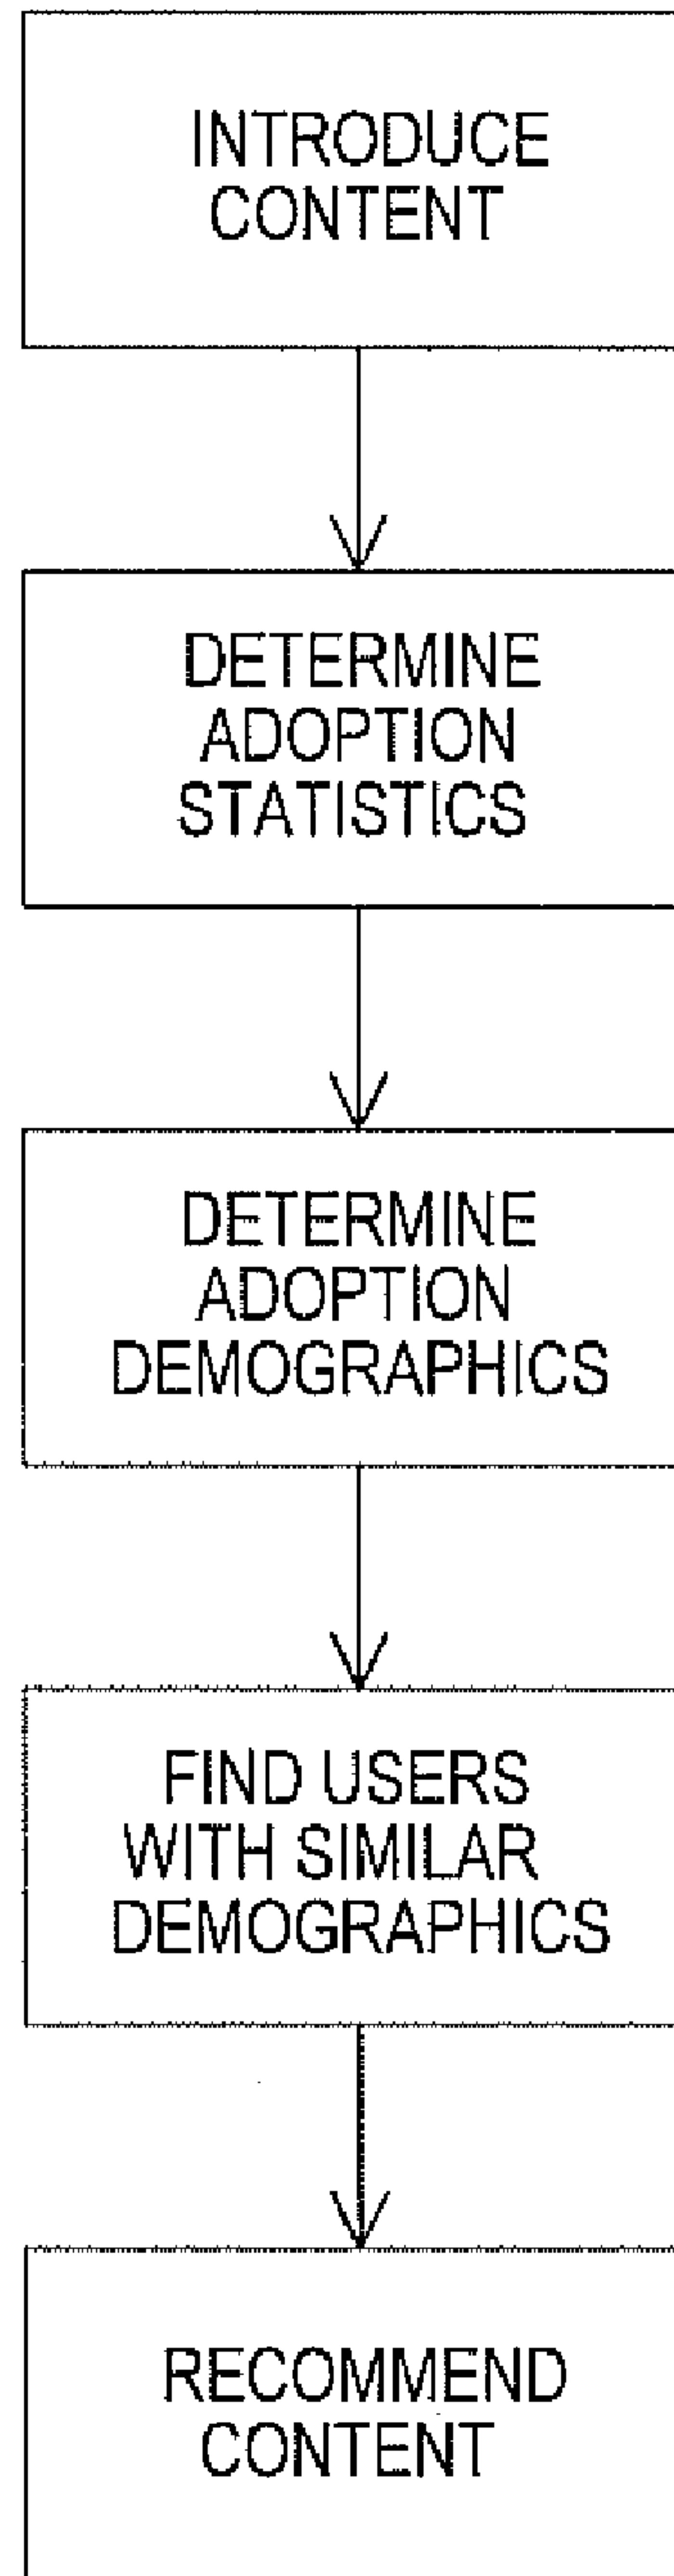 INTRODUCE
CONTENT
DETERMINE
ADOPTION
STATISTICS
DETERMINE
ADOPTION
DEMOGRAPHICS
FIND USERS
WITH SIMILAR
DEMOGRAPHICS
RECOMMEND
CONTENT